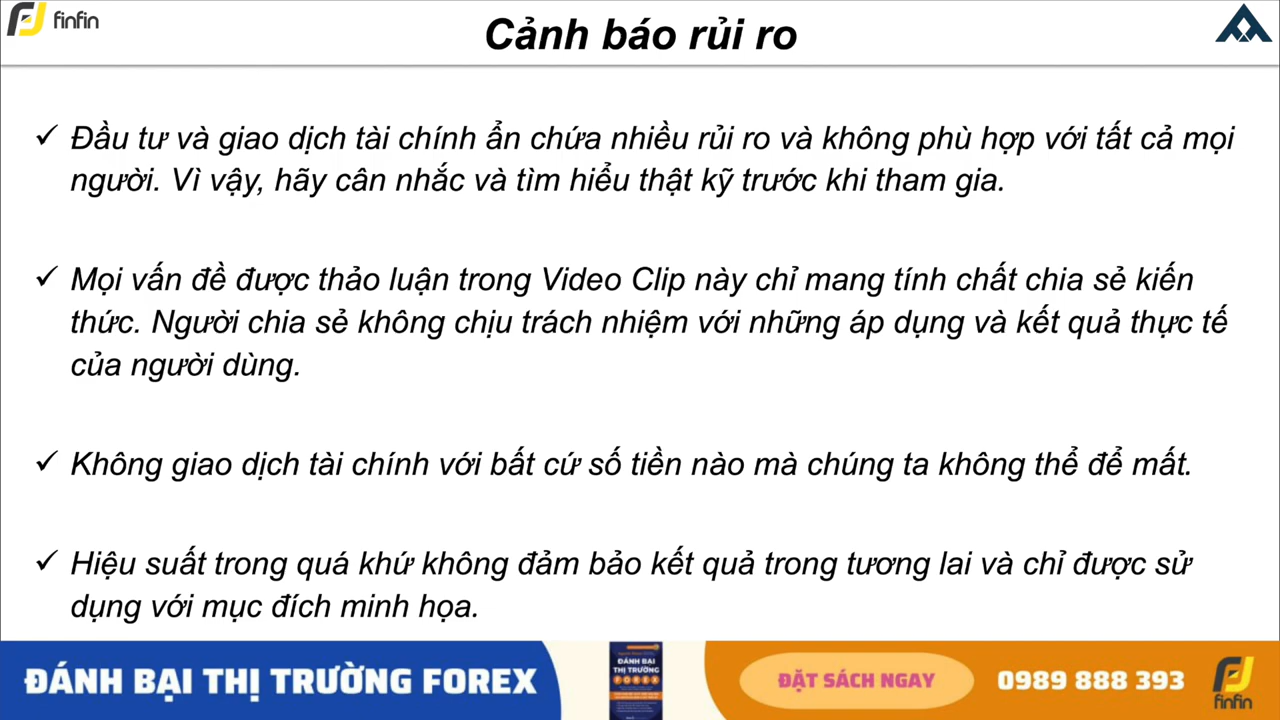 finfin
Cảnh báo rủi ro
✓ Đầu tư và giao dịch tài chính ẩn chứa nhiều rủi ro và không phù hợp với tất cả mọi
người. Vì vậy, hãy cân nhắc và tìm hiểu thật kỹ trước khi tham gia.
✓ Mọi vấn đề được thảo luận trong Video Clip này chỉ mang tính chất chia sẻ kiến
thức. Người chia sẻ không chịu trách nhiệm với những áp dụng và kết quả thực tế
của người dùng.
✓ Không giao dịch tài chính với bất cứ số tiền nào mà chúng ta không thể để mất.
✓ Hiệu suất trong quá khứ không đảm bảo kết quả trong tương lai và chỉ được sử
dụng với mục đích minh họa.
ĐÁNH BẠI THỊ TRƯỜNG FOREX
ĐÁNH BẠI
THỊ TRƯỜNG
FOREX
ĐẶT SÁCH NGAY
0989 888 393
finfin